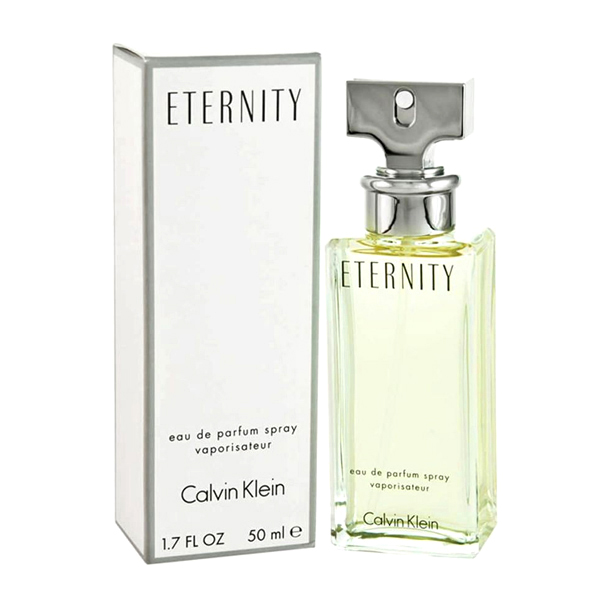 ETERNITY
eau de parfum spray
vaporisateur
Calvin Klein
1.7 FL OZ 50 ml ℮
ETERNITY
eau de parfum spray
vaporisateur
Calvin Klein